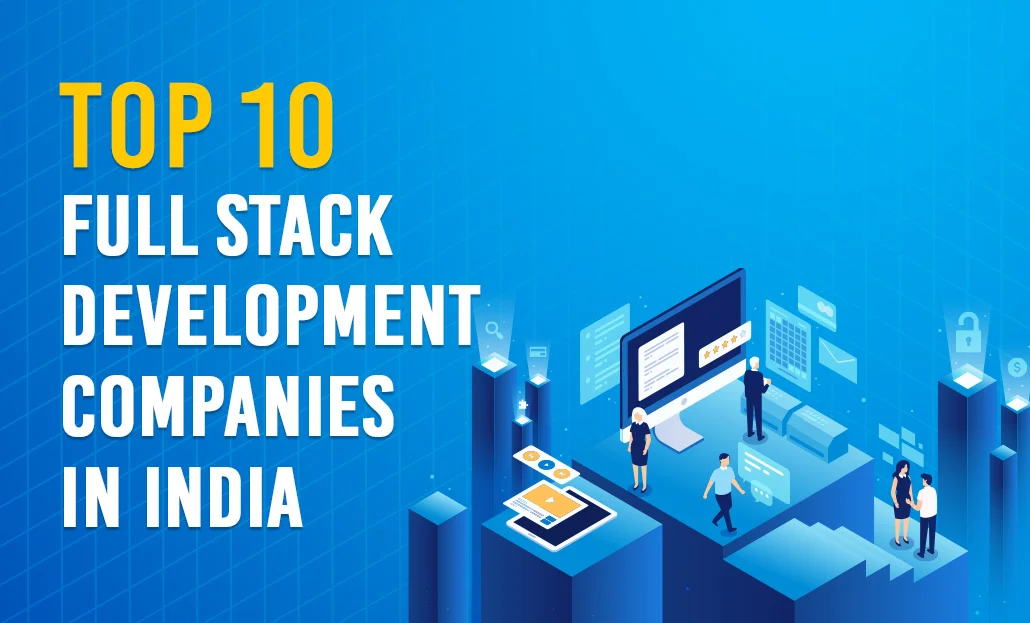 TOP 10
FULL STACK
DEVELOPMENT
COMPANIES
IN INDIA